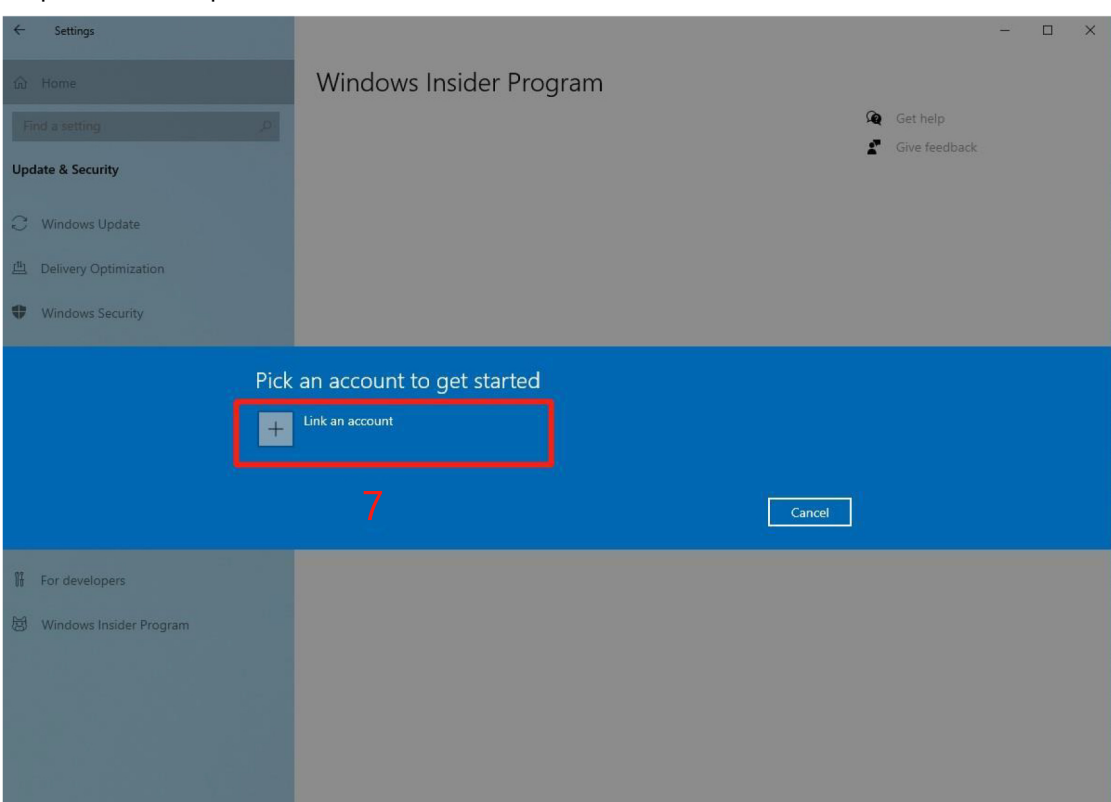 Settings
Home
Windows Insider Program
Get help
Find a setting
Give feedback
Update & Security
Windows Update
Delivery Optimization
Windows Security
Pick an account to get started
Link an account
7
Cancel
For developers
Windows Insider Program